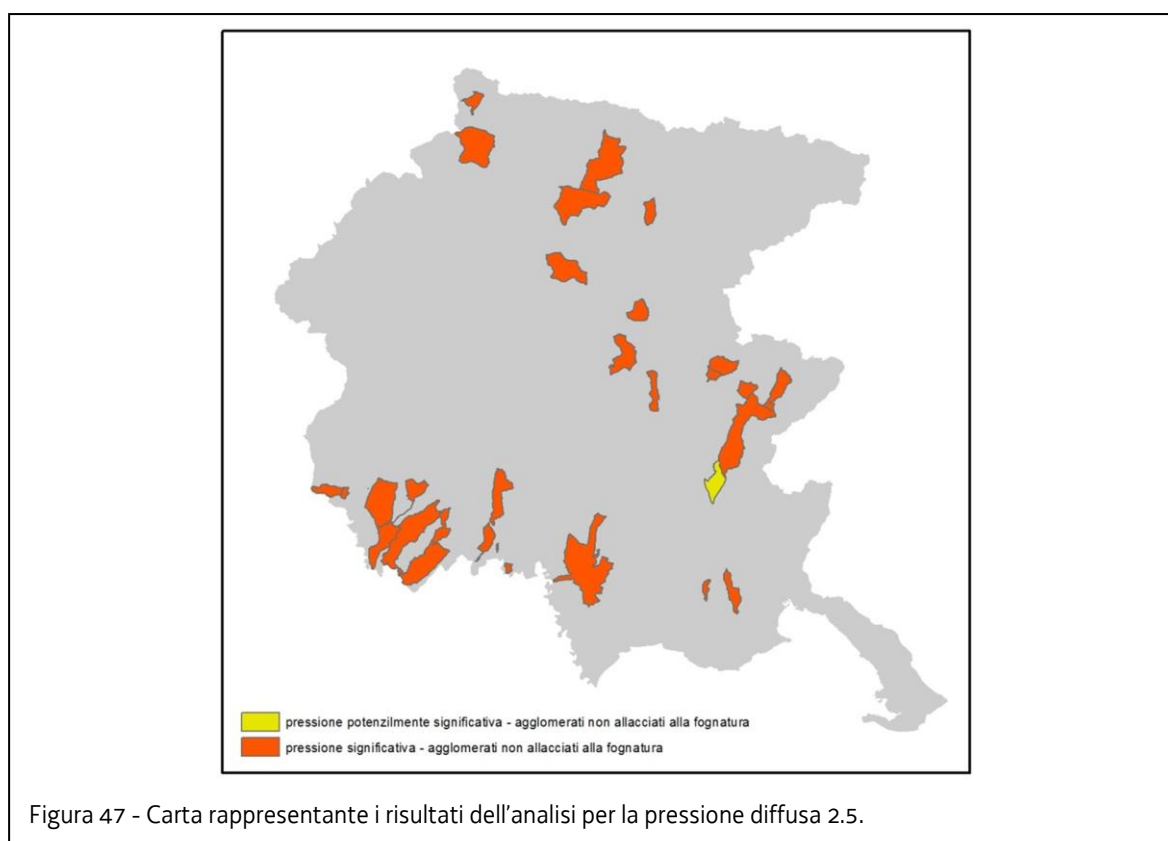 pressione potenzilmente significativa - agglomerati non allacciati alla fognatura
pressione significativa - agglomerati non allacciati alla fognatura
Figura 47 - Carta rappresentante i risultati dell'analisi per la pressione diffusa 2.5.